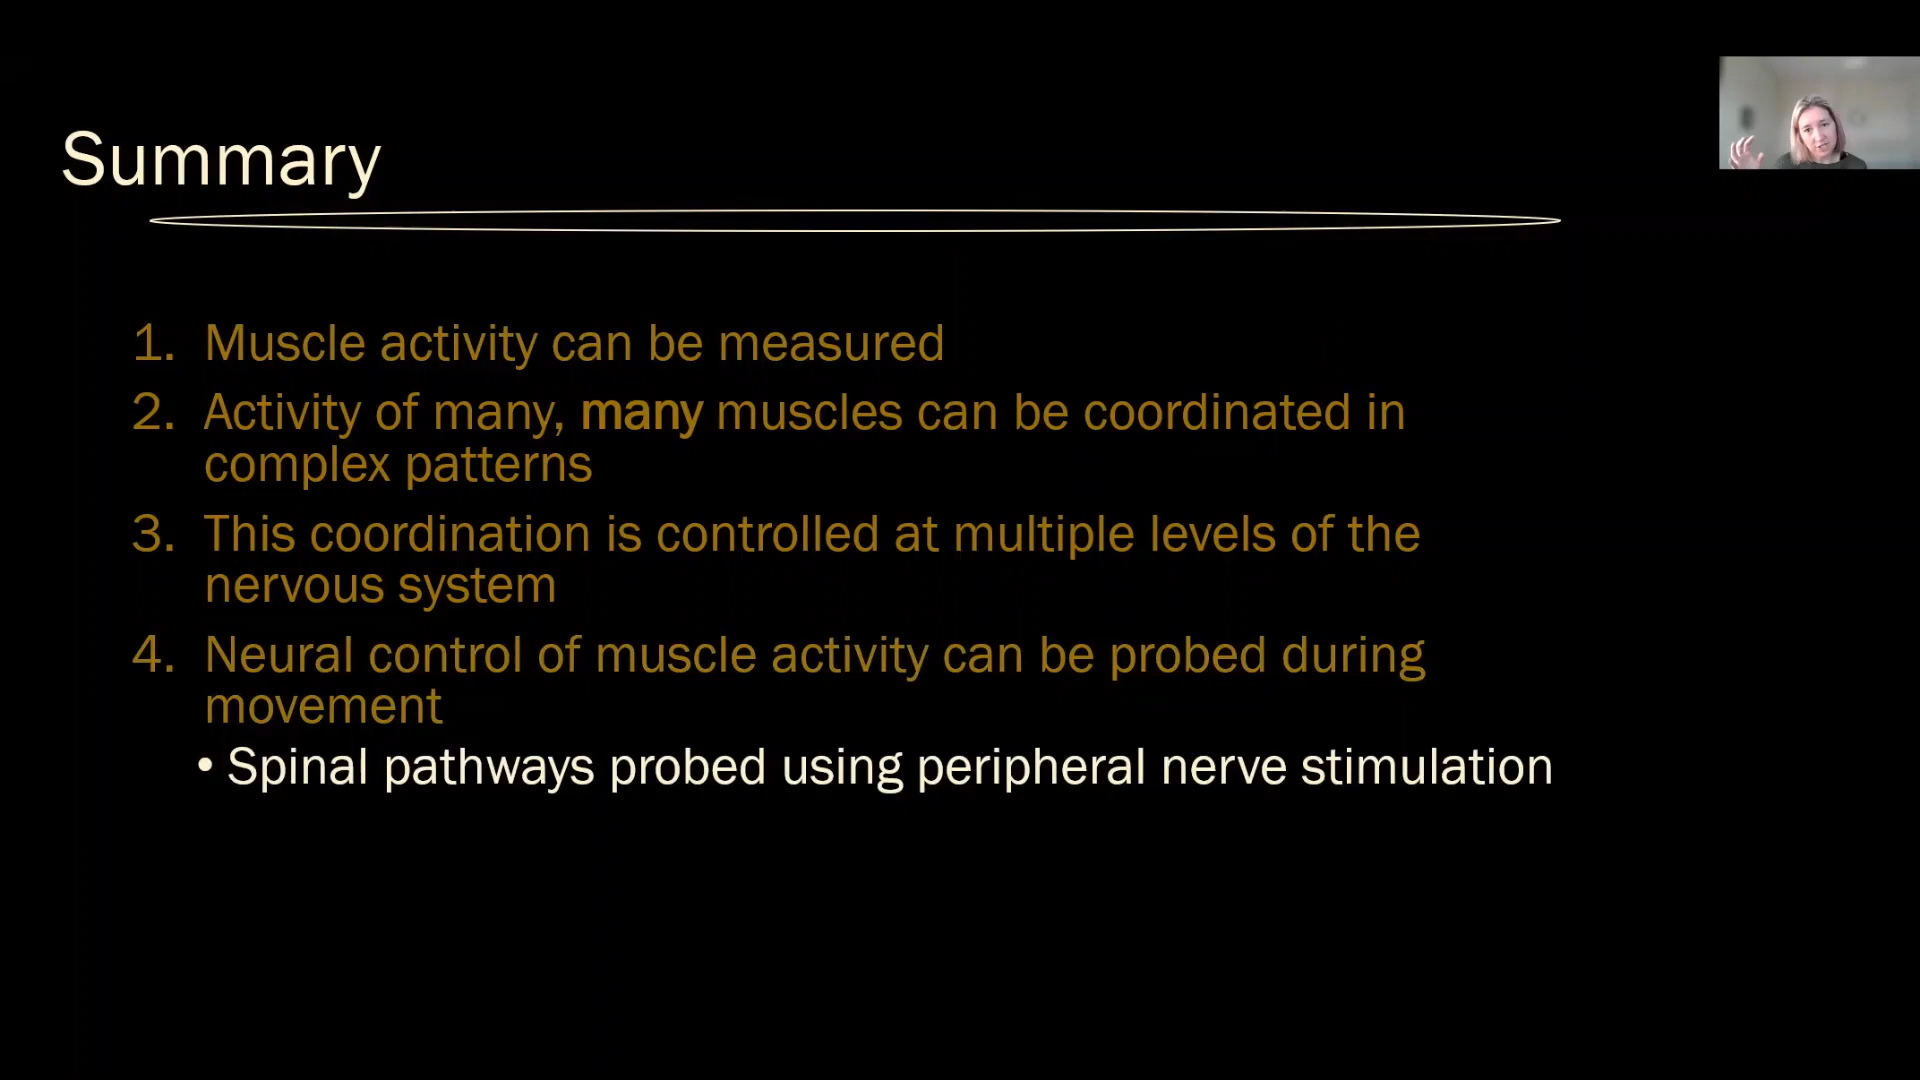 Summary
1. Muscle activity can be measured
2. Activity of many, many muscles can be coordinated in
complex patterns
3. This coordination is controlled at multiple levels of the
nervous system
4. Neural control of muscle activity can be probed during
movement
• Spinal pathways probed using peripheral nerve stimulation